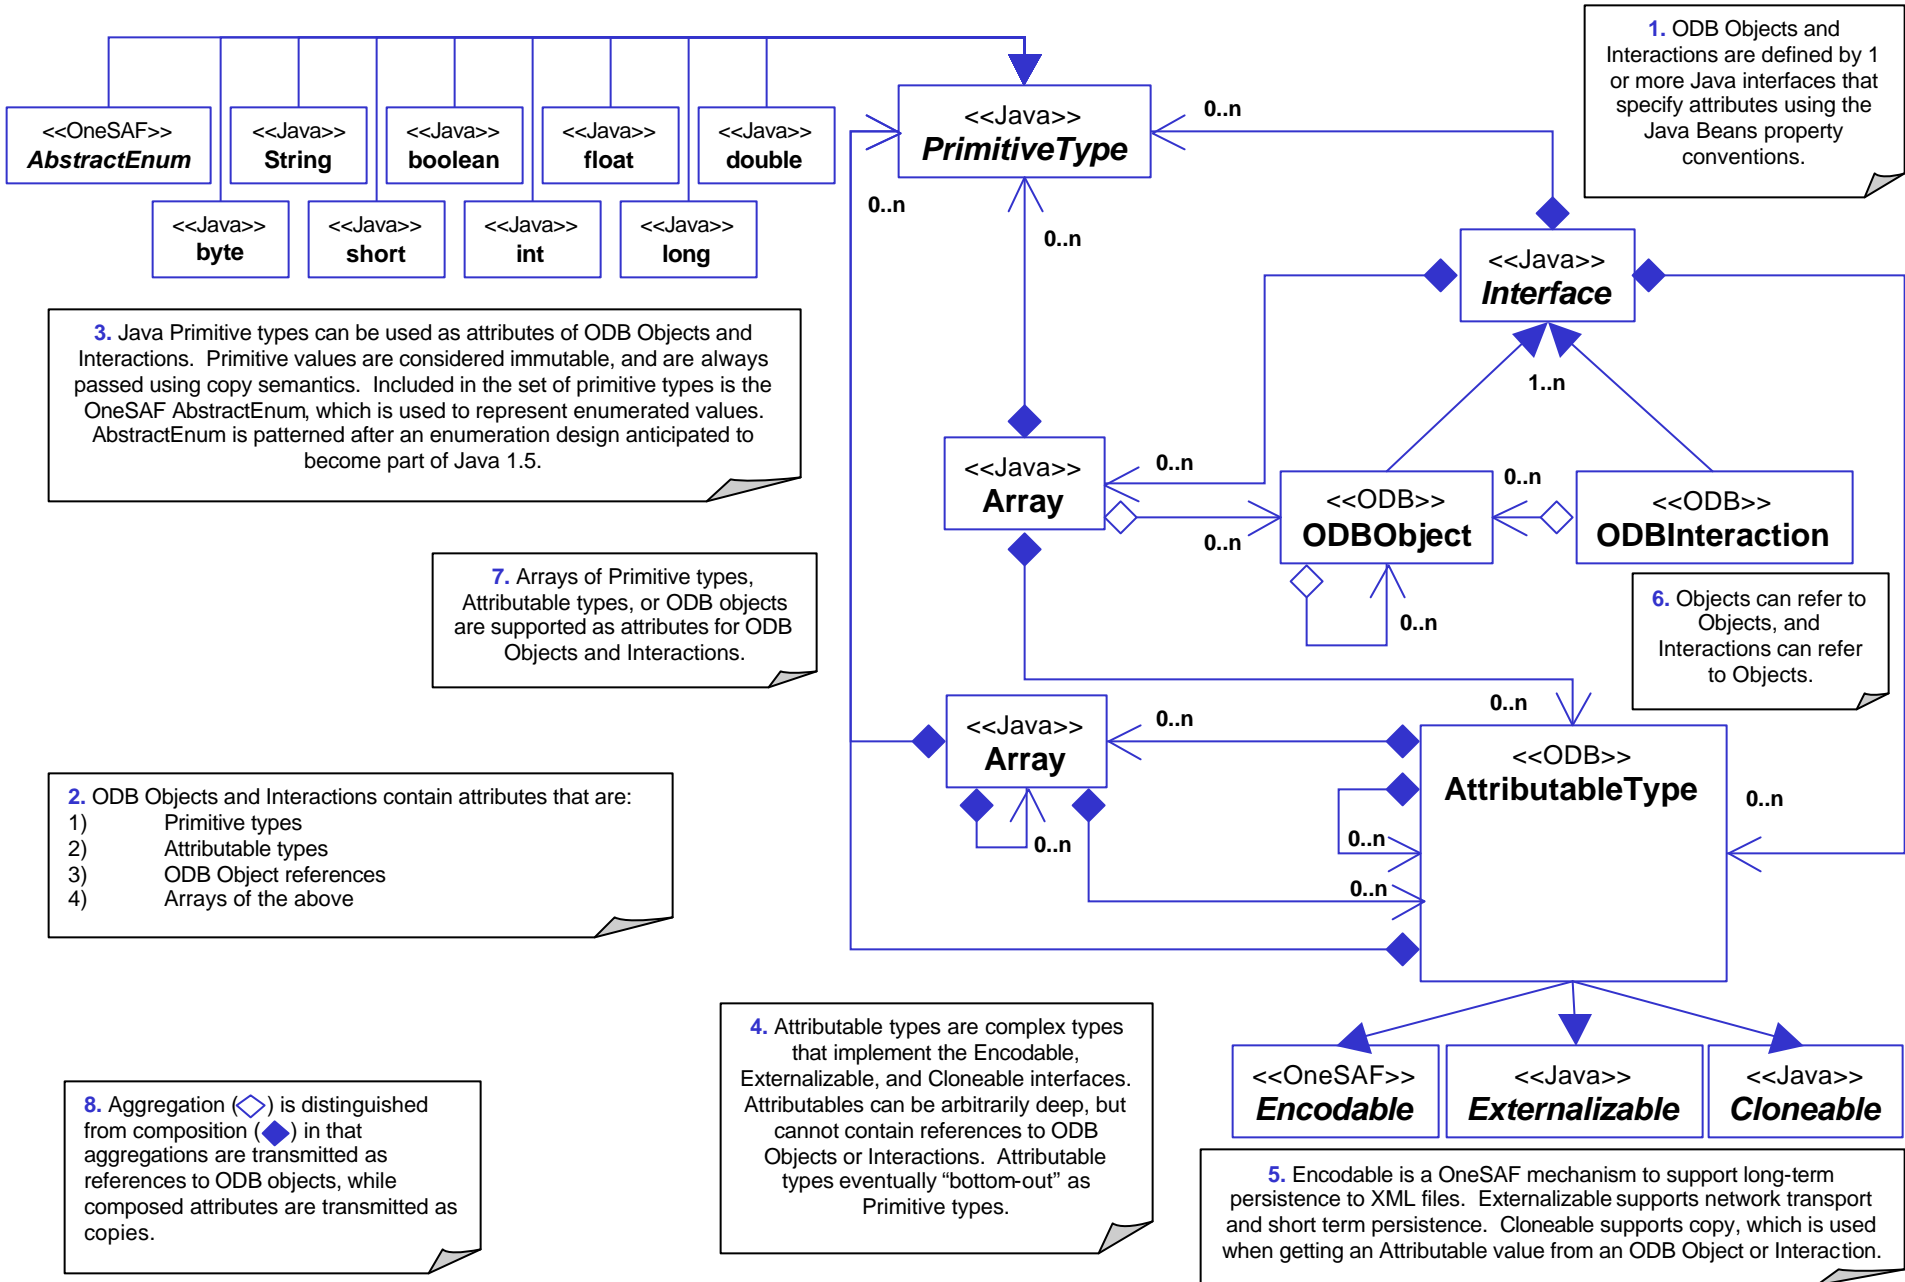 1. ODB Objects and
Interactions are defined by 1
or more Java interfaces that
specify attributes using the
Java Beans property
conventions.
<<OneSAF>>
AbstractEnum
<<Java>>
String
<<Java>>
boolean
<<Java>>
float
<<Java>>
double
<<Java>>
PrimitiveType
0..n
0..n
0..n
<<Java>>
byte
<<Java>>
short
<<Java>>
int
<<Java>>
long
<<Java>>
Interface
3. Java Primitive types can be used as attributes of ODB Objects and
Interactions. Primitive values are considered immutable, and are always
passed using copy semantics. Included in the set of primitive types is the
OneSAF AbstractEnum, which is used to represent enumerated values.
AbstractEnum is patterned after an enumeration design anticipated to
become part of Java 1.5.
1..n
<<Java>>
Array
0..n
0..n
<<ODB>>
ODBObject
0..n
0..n
<<ODB>>
ODBInteraction
7. Arrays of Primitive types,
Attributable types, or ODB objects
are supported as attributes for ODB
Objects and Interactions.
6. Objects can refer to
Objects, and
Interactions can refer
to Objects.
<<Java>>
Array
0..n
0..n
0..n
<<ODB>>
AttributableType
0..n
0..n
0..n
2. ODB Objects and Interactions contain attributes that are:
1) Primitive types
2) Attributable types
3) ODB Object references
4) Arrays of the above
4. Attributable types are complex types
that implement the Encodable,
Externalizable, and Cloneable interfaces.
Attributables can be arbitrarily deep, but
cannot contain references to ODB
Objects or Interactions. Attributable
types eventually “bottom-out” as
Primitive types.
<<OneSAF>>
Encodable
<<Java>>
Externalizable
<<Java>>
Cloneable
8. Aggregation ( ) is distinguished
from composition ( ) in that
aggregations are transmitted as
references to ODB objects, while
composed attributes are transmitted as
copies.
5. Encodable is a OneSAF mechanism to support long-term
persistence to XML files. Externalizable supports network transport
and short term persistence. Cloneable supports copy, which is used
when getting an Attributable value from an ODB Object or Interaction.